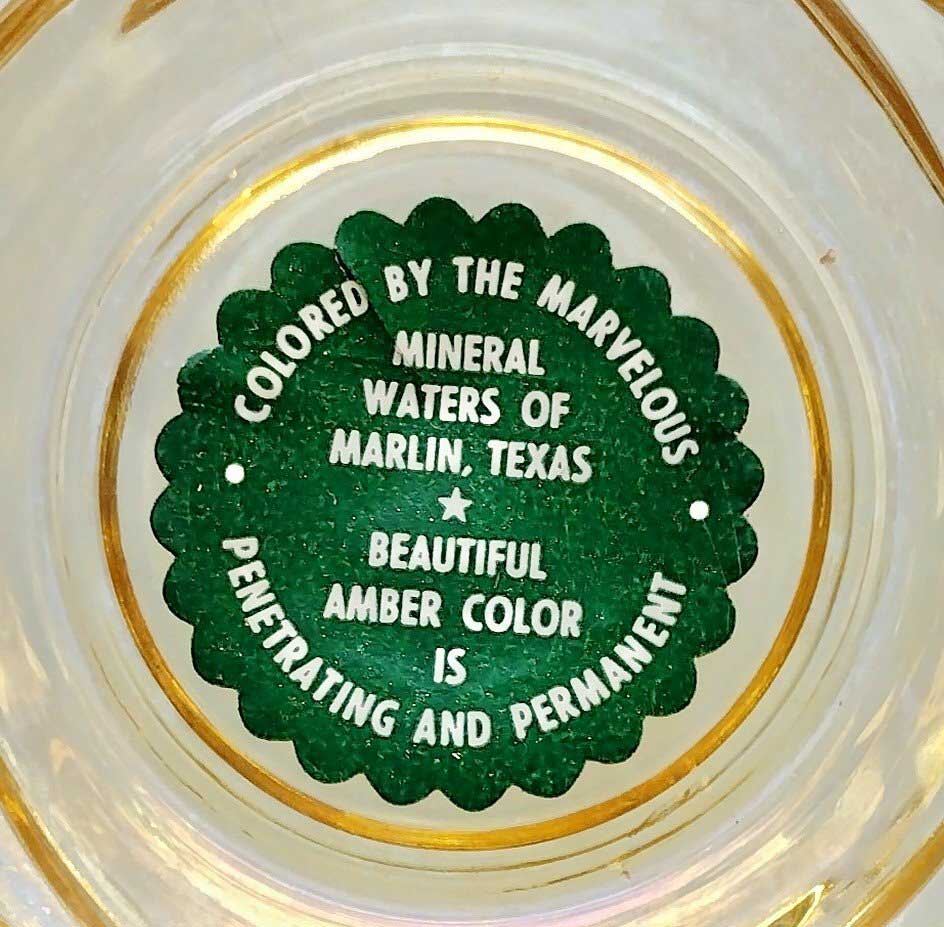 COLORED BY THE MARVELOUS
MINERAL
WATERS OF
MARLIN, TEXAS
BEAUTIFUL
AMBER COLOR
IS
PENETRATING AND PERMANENT